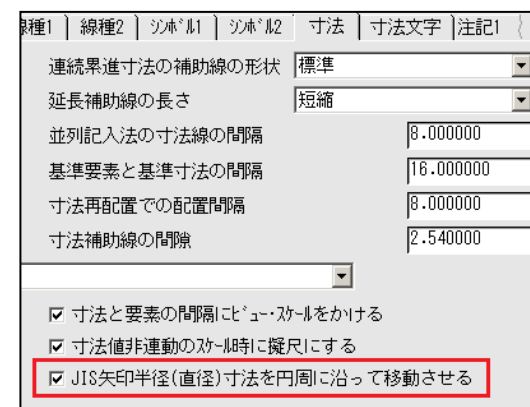 線種1 線種2 ｼﾝﾎﾞﾙ1 ｼﾝﾎﾞﾙ2 寸法 寸法文字 注記1
連続累進寸法の補助線の形状 標準
延長補助線の長さ 短縮
並列記入法の寸法線の間隔 8.000000
基準要素と基準寸法の間隔 16.000000
寸法再配置での配置間隔 8.000000
寸法補助線の間隙 2.540000
寸法と要素の間隔にﾋﾞｭｰ･ｽｹｰﾙをかける
寸法値非連動のｽｹｰﾙ時に擬尺にする
JIS矢印半径(直径)寸法を円周に沿って移動させる